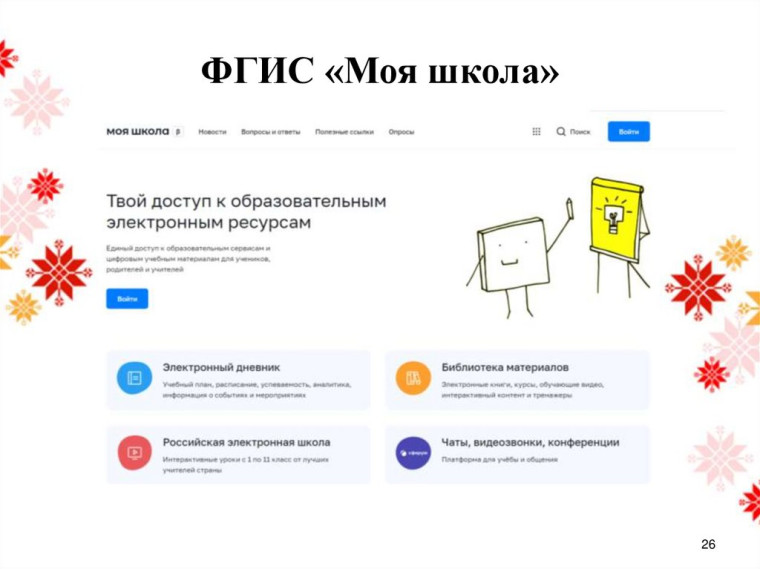 ФГИС «Моя школа»
моя школа β Новости Вопросы и ответы Полезные ссылки Опросы Поиск Войти
Твой доступ к образовательным
электронным ресурсам
Единый доступ к образовательным сервисам и
цифровым учебным материалам для учеников,
родителей и учителей
Войти
Электронный дневник
Учебный план, расписание, успеваемость, аналитика,
информация о событиях и мероприятиях
Библиотека материалов
Электронные книги, курсы, обучающие видео,
интерактивный контент и тренажеры
Российская электронная школа
Интерактивные уроки с 1 по 11 класс от лучших
учителей страны
сферум
Чаты, видеозвонки, конференции
Платформа для учёбы и общения
26